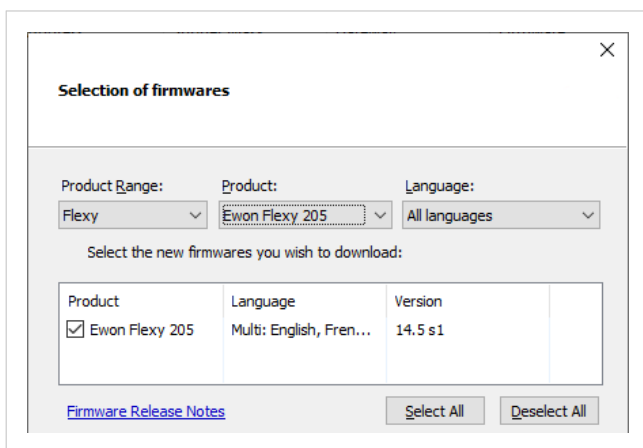 Selection of firmwares
Product Range: Product: Language:
Flexy Ewon Flexy 205 All languages
Select the new firmwares you wish to download:
Product Language Version
Ewon Flexy 205 Multi: English, Fren... 14.5 s1
Firmware Release Notes Select All Deselect All